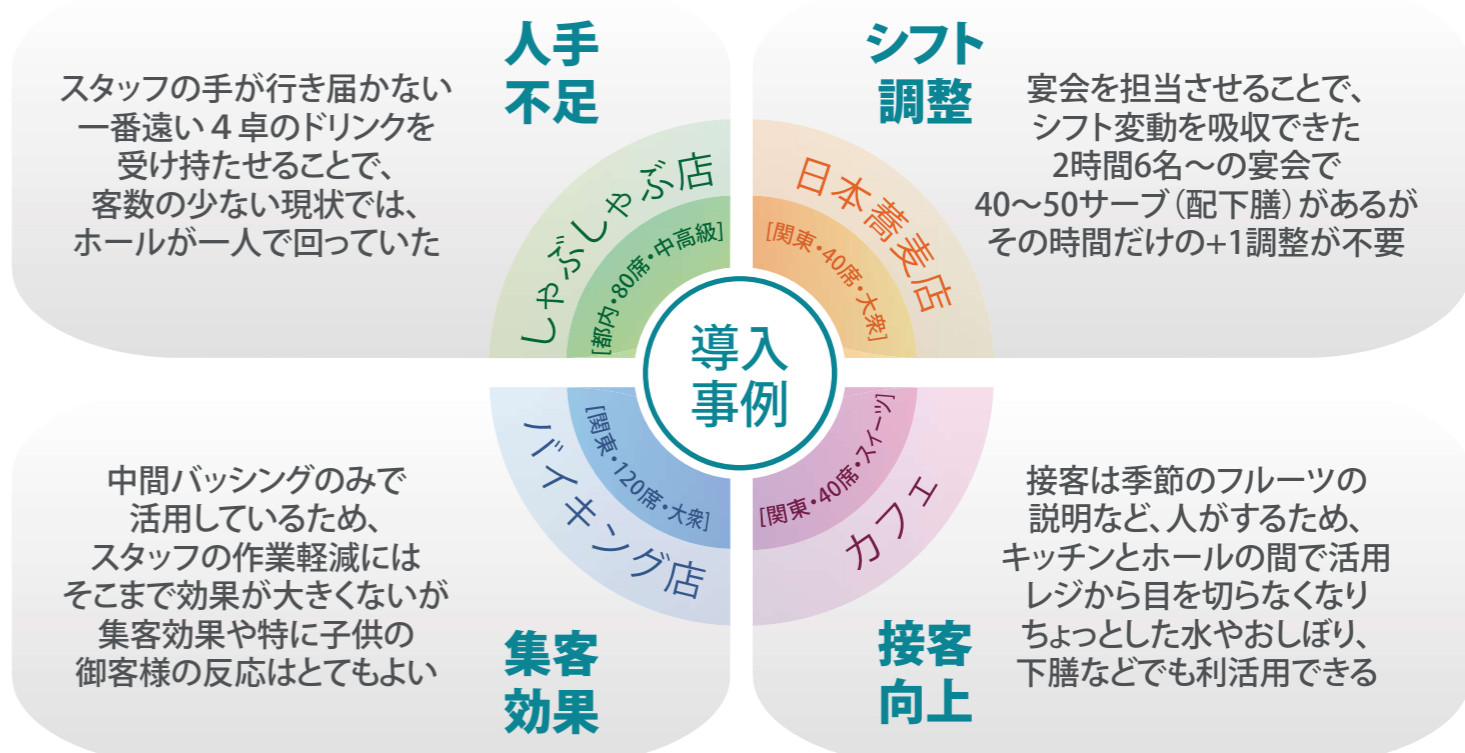 人手
不足
スタッフの手が行き届かない
一番遠い４卓のドリンクを
受け持たせることで、
客数の少ない現状では、
ホールが一人で回っていた
しゃぶしゃぶ店
[都内・80席・中高級]
シフト
調整
宴会を担当させることで、
シフト変動を吸収できた
2時間6名〜の宴会で
40〜50サーブ（配下膳）があるが
その時間だけの+1調整が不要
日本蕎麦店
[関東・40席・大衆]
導入
事例
中間バッシングのみで
活用しているため、
スタッフの作業軽減には
そこまで効果が大きくないが
集客効果や特に子供の
御客様の反応はとてもよい
バイキング店
[関東・120席・大衆]
集客
効果
接客は季節のフルーツの
説明など、人がするため、
キッチンとホールの間で活用
レジから目を切らなくなり
ちょっとした水やおしぼり、
下膳などでも利活用できる
カフェ
[関東・40席・スイーツ]
接客
向上